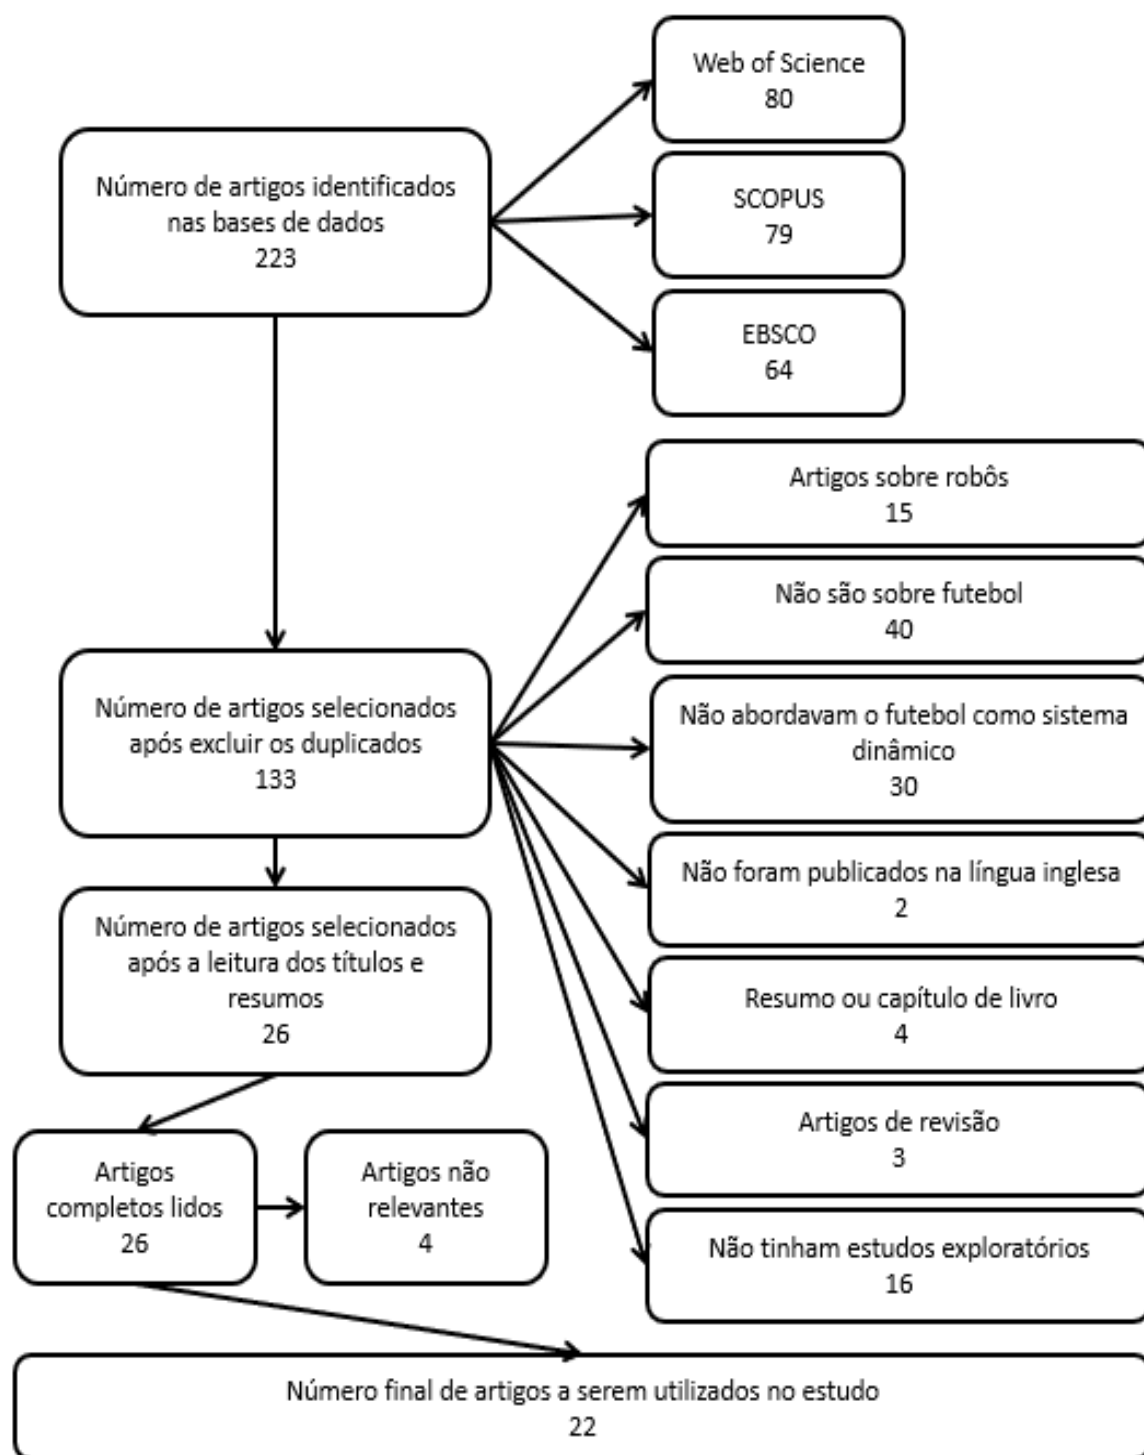 Web of Science
80
Número de artigos identificados
nas bases de dados
223
SCOPUS
79
EBSCO
64
Artigos sobre robôs
15
Não são sobre futebol
40
Número de artigos selecionados
após excluir os duplicados
133
Não abordavam o futebol como sistema
dinâmico
30
Não foram publicados na língua inglesa
2
Número de artigos selecionados
após a leitura dos títulos e
resumos
26
Resumo ou capítulo de livro
4
Artigos de revisão
3
Artigos
completos lidos
26
Artigos não
relevantes
4
Não tinham estudos exploratórios
16
Número final de artigos a serem utilizados no estudo
22